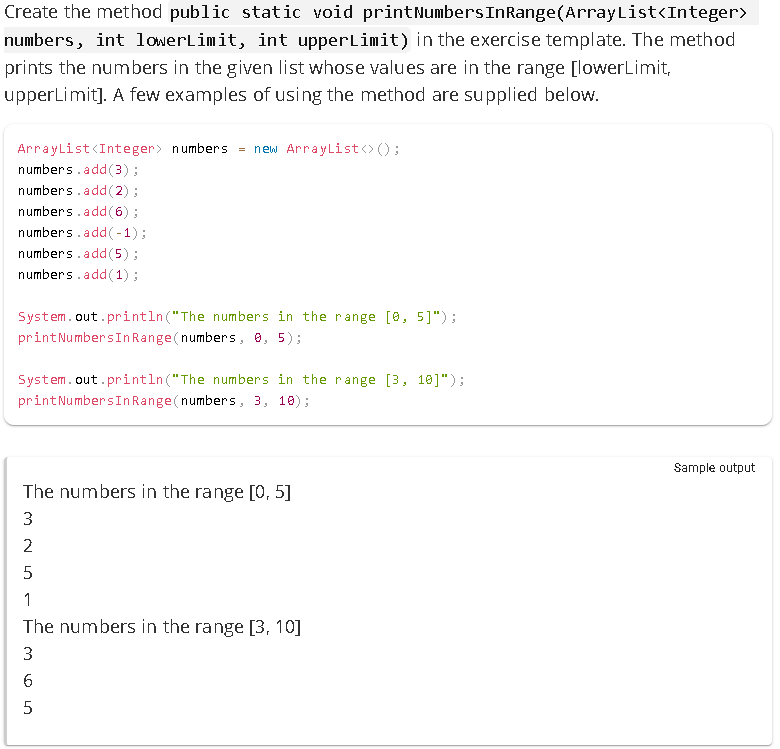 Create the method public static void printNumbersInRange(ArrayList<Integer>
numbers, int lowerLimit, int upperLimit) in the exercise template. The method
prints the numbers in the given list whose values are in the range [lowerLimit,
upperLimit]. A few examples of using the method are supplied below.
ArrayList<Integer> numbers = new ArrayList<>();
numbers.add(3);
numbers.add(2);
numbers.add(6);
numbers.add(-1);
numbers.add(5);
numbers.add(1);
System.out.println("The numbers in the range [0, 5]");
printNumbersInRange(numbers, 0, 5);
System.out.println("The numbers in the range [3, 10]");
printNumbersInRange(numbers, 3, 10);
Sample output
The numbers in the range [0, 5]
3
2
5
1
The numbers in the range [3, 10]
3
6
5